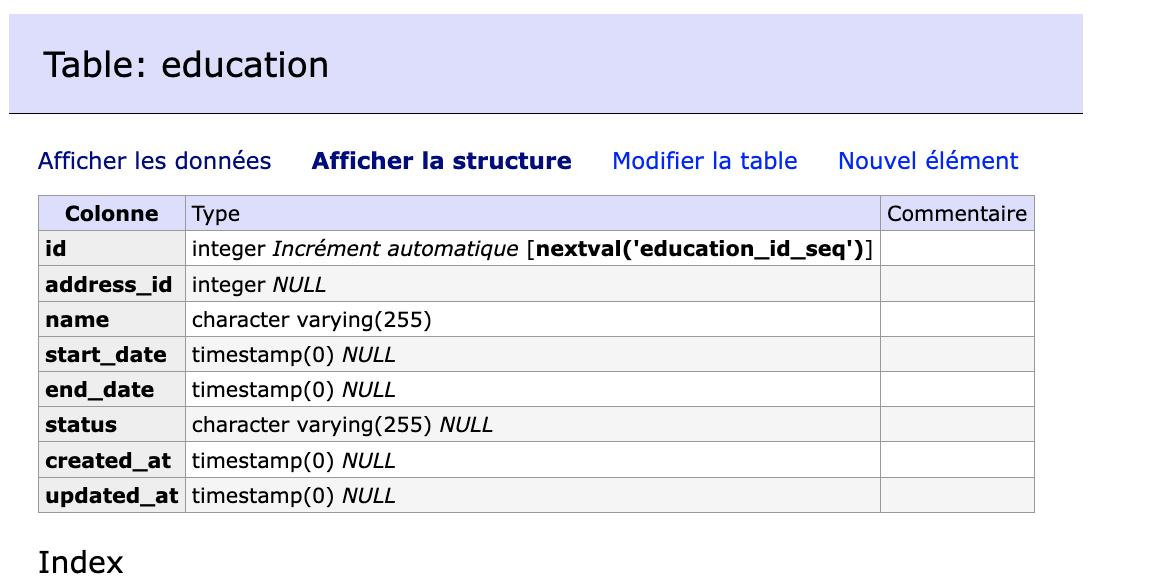 Table: education
Afficher les données Afficher la structure Modifier la table Nouvel élément
Colonne Type Commentaire
id integer Incrément automatique [nextval('education_id_seq')]
address_id integer NULL
name character varying(255)
start_date timestamp(0) NULL
end_date timestamp(0) NULL
status character varying(255) NULL
created_at timestamp(0) NULL
updated_at timestamp(0) NULL
Index